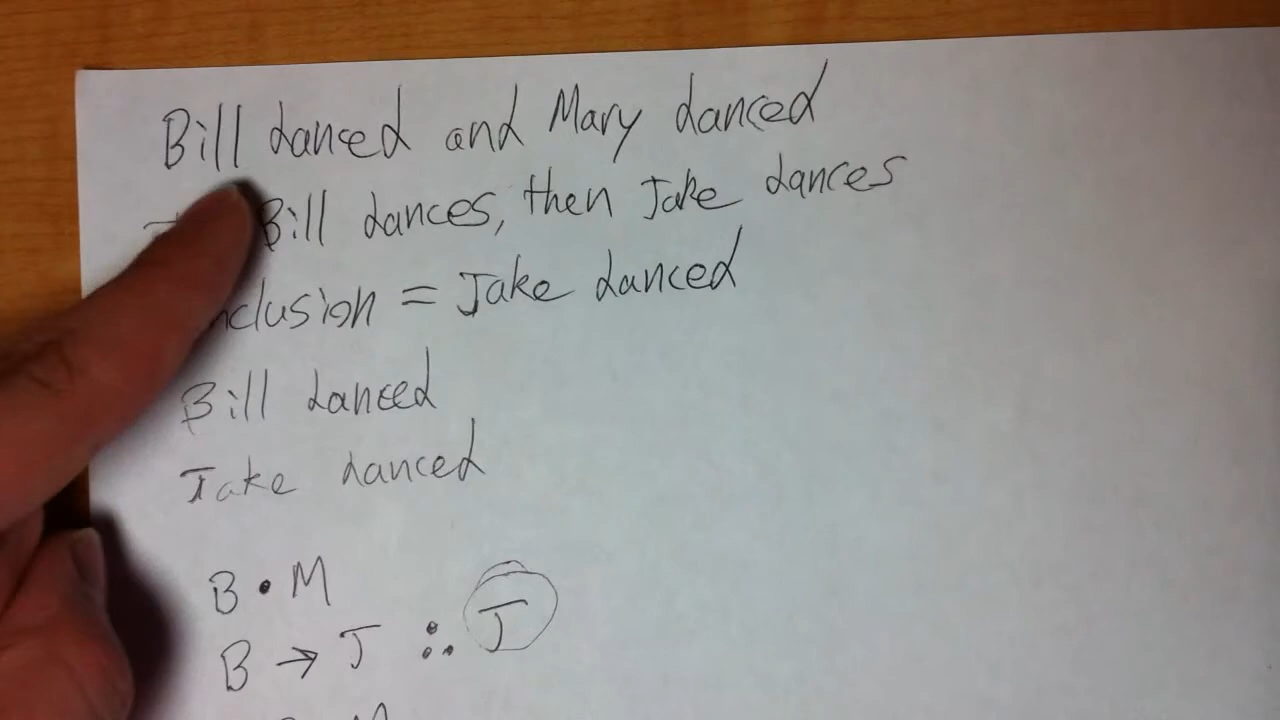 Bill danced and Mary danced
Bill dances, then Jake dances
nclusion = Jake danced
Bill danced
Jake danced
B • M
B → J ∴ J
M